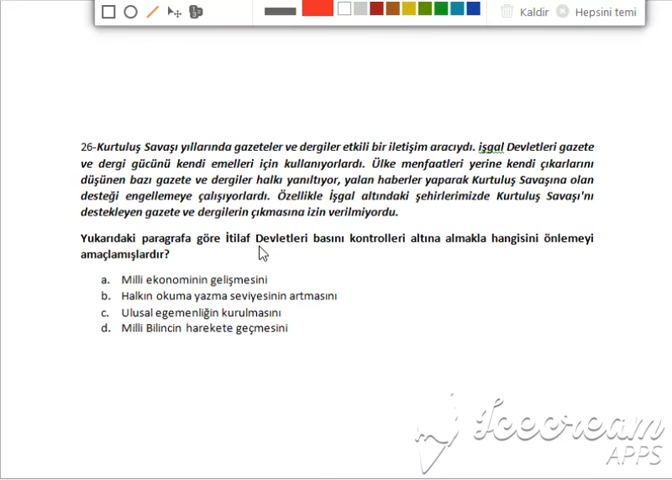 Kaldir Hepsini temi
26-Kurtuluş Savaşı yıllarında gazeteler ve dergiler etkili bir iletişim aracıydı. işgal Devletleri gazete
ve dergi gücünü kendi emelleri için kullanıyorlardı. Ülke menfaatleri yerine kendi çıkarlarını
düşünen bazı gazete ve dergiler halkı yanıltıyor, yalan haberler yaparak Kurtuluş Savaşına olan
desteği engellemeye çalışıyorlardı. Özellikle İşgal altındaki şehirlerimizde Kurtuluş Savaşı'nı
destekleyen gazete ve dergilerin çıkmasına izin verilmiyordu.
Yukarıdaki paragrafa göre İtilaf Devletleri basını kontrolleri altına almakla hangisini önlemeyi
amaçlamışlardır?
a. Milli ekonominin gelişmesini
b. Halkın okuma yazma seviyesinin artmasını
c. Ulusal egemenliğin kurulmasını
d. Milli Bilincin harekete geçmesini
Icecream
APPS